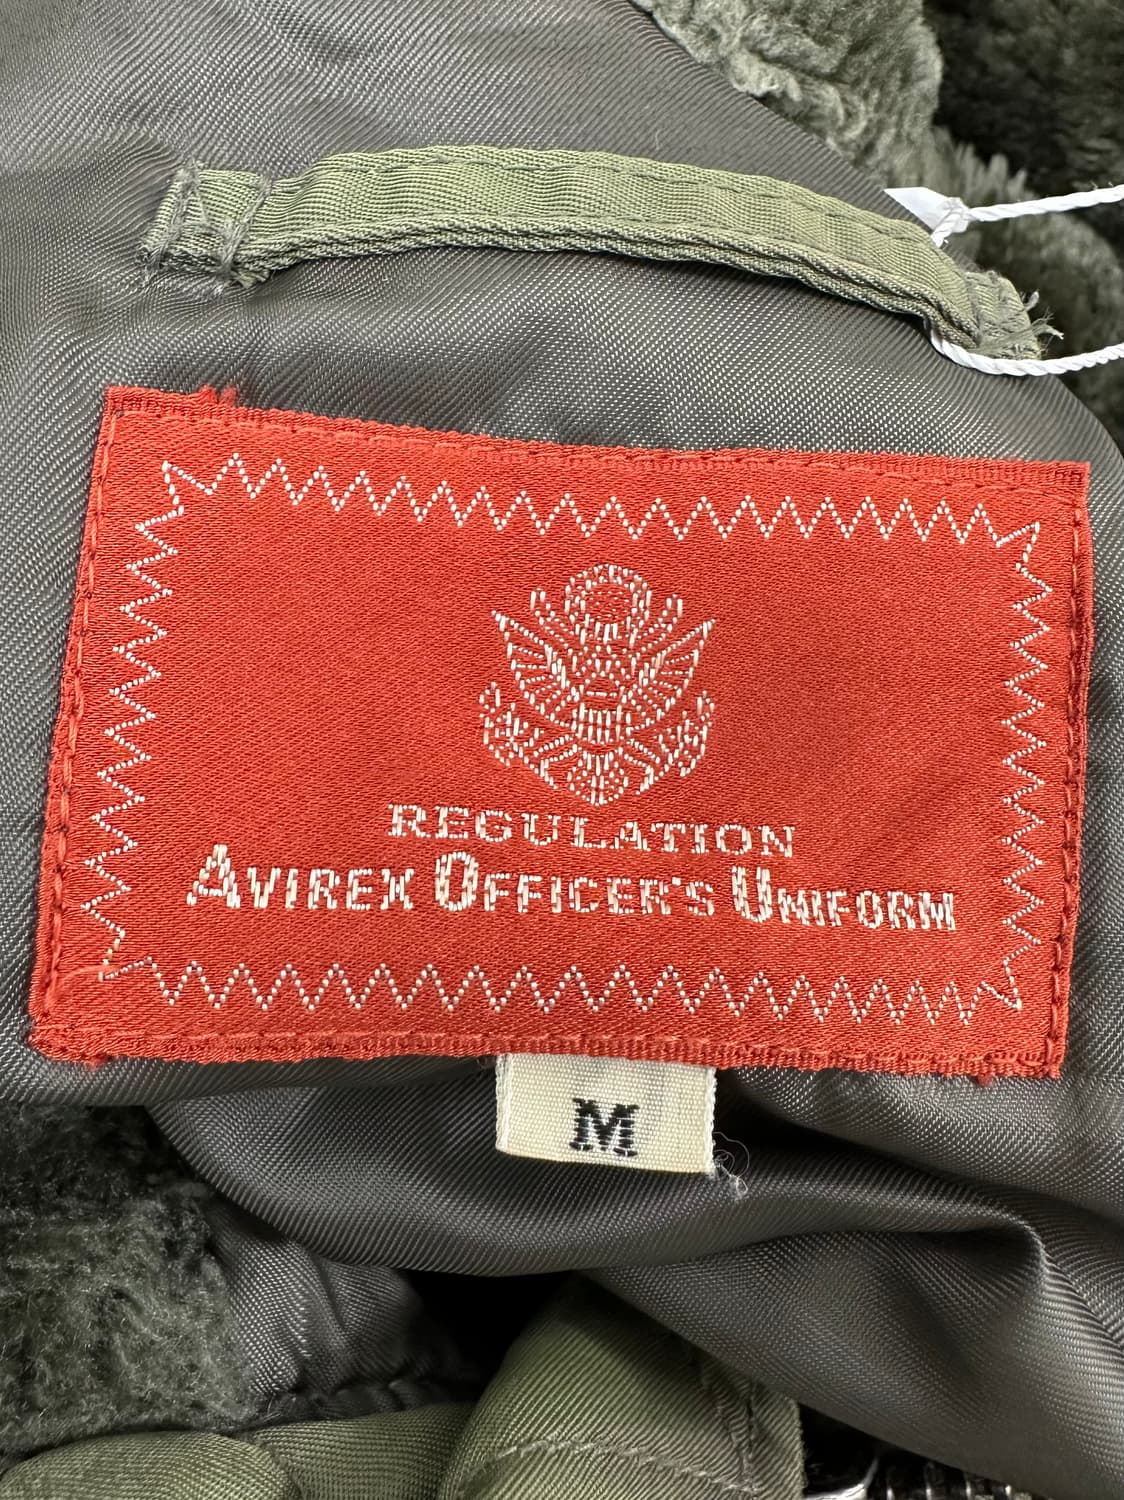 REGULATION
AVIREX OFFICER'S UNIFORM
M